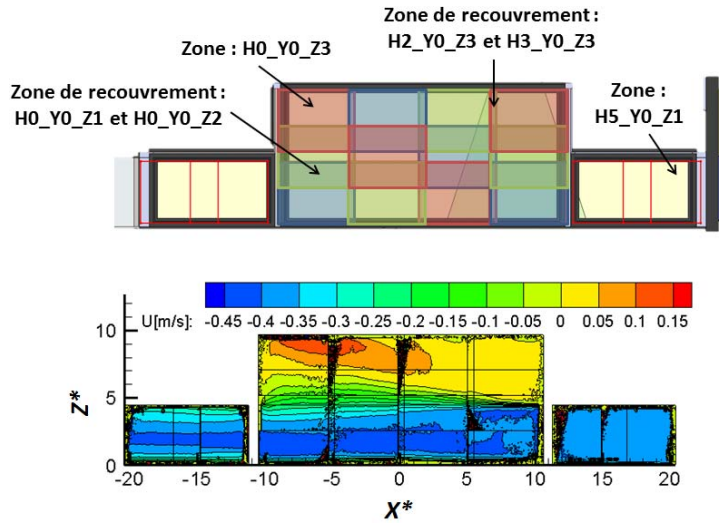 Zone de recouvrement :
H2_Y0_Z3 et H3_Y0_Z3
Zone : H0_Y0_Z3
Zone de recouvrement :
H0_Y0_Z1 et H0_Y0_Z2
Zone :
H5_Y0_Z1
U[m/s]: -0.45 -0.4 -0.35 -0.3 -0.25 -0.2 -0.15 -0.1 -0.05 0 0.05 0.1 0.15
10
5
0
Z*
-20 -15 -10 -5 0 5 10 15 20
X*